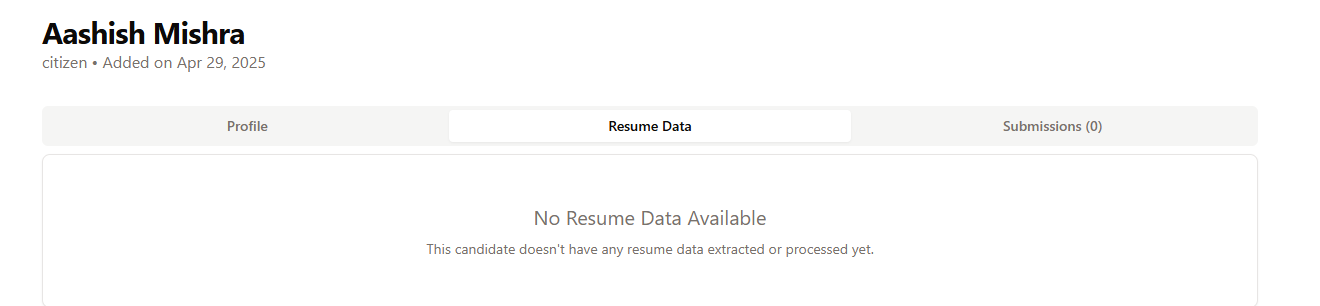 Aashish Mishra
citizen • Added on Apr 29, 2025
Profile
Resume Data
Submissions (0)
No Resume Data Available
This candidate doesn't have any resume data extracted or processed yet.